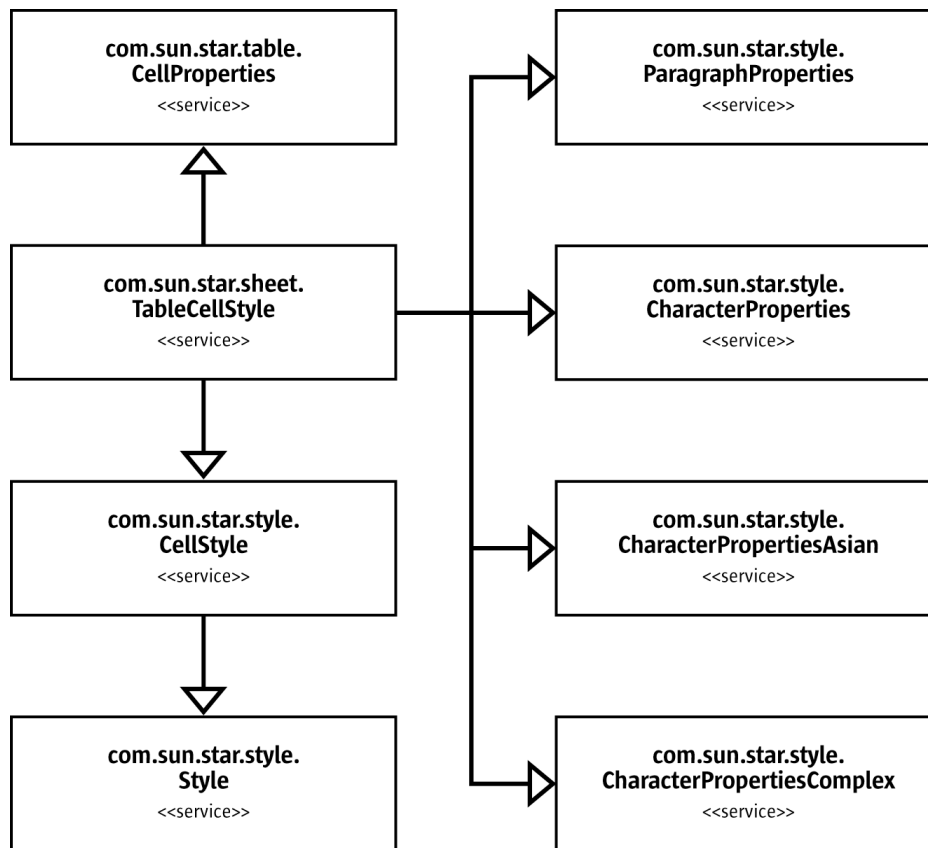 com.sun.star.table.
CellProperties
<<service>>
com.sun.star.style.
ParagraphProperties
<<service>>
com.sun.star.sheet.
TableCellStyle
<<service>>
com.sun.star.style.
CharacterProperties
<<service>>
com.sun.star.style.
CellStyle
<<service>>
com.sun.star.style.
CharacterPropertiesAsian
<<service>>
com.sun.star.style.
Style
<<service>>
com.sun.star.style.
CharacterPropertiesComplex
<<service>>